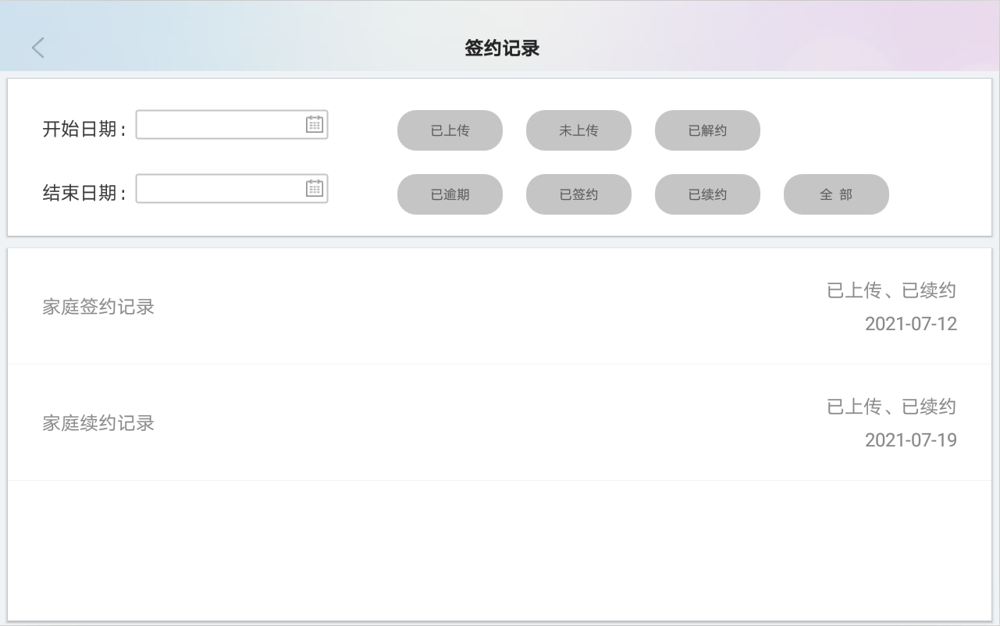 签约记录
开始日期： 已上传 未上传 已解约
结束日期： 已逾期 已签约 已续约 全 部
家庭签约记录
已上传、已续约
2021-07-12
家庭续约记录
已上传、已续约
2021-07-19